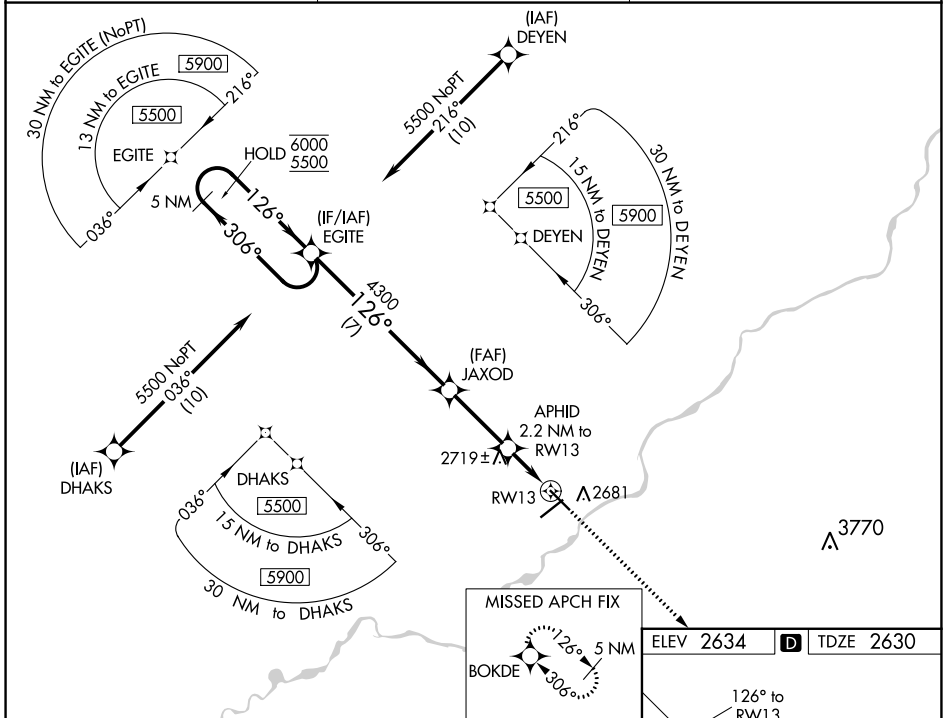 (IAF)
DEYEN
30 NM to EGITE (NoPT)
5900
13 NM to EGITE
216°
5500
EGITE
036°
5500 NoPT
216°
(10)
HOLD 6000
5500
5 NM
126°
306°
(IF/IAF)
EGITE
216°
15 NM to DEYEN
30 NM to DEYEN
5500
5900
DEYEN
306°
4300
126°
(7)
(FAF)
JAXOD
5500 NoPT
036°
(10)
(IAF)
DHAKS
APHID
2.2 NM to
RW13
2719±
RW13
2681
3770
DHAKS
036°
5500
306°
15 NM to DHAKS
5900
30 NM to DHAKS
MISSED APCH FIX
126°
5 NM
BOKDE
306°
ELEV 2634
D
TDZE 2630
126° to
RW13